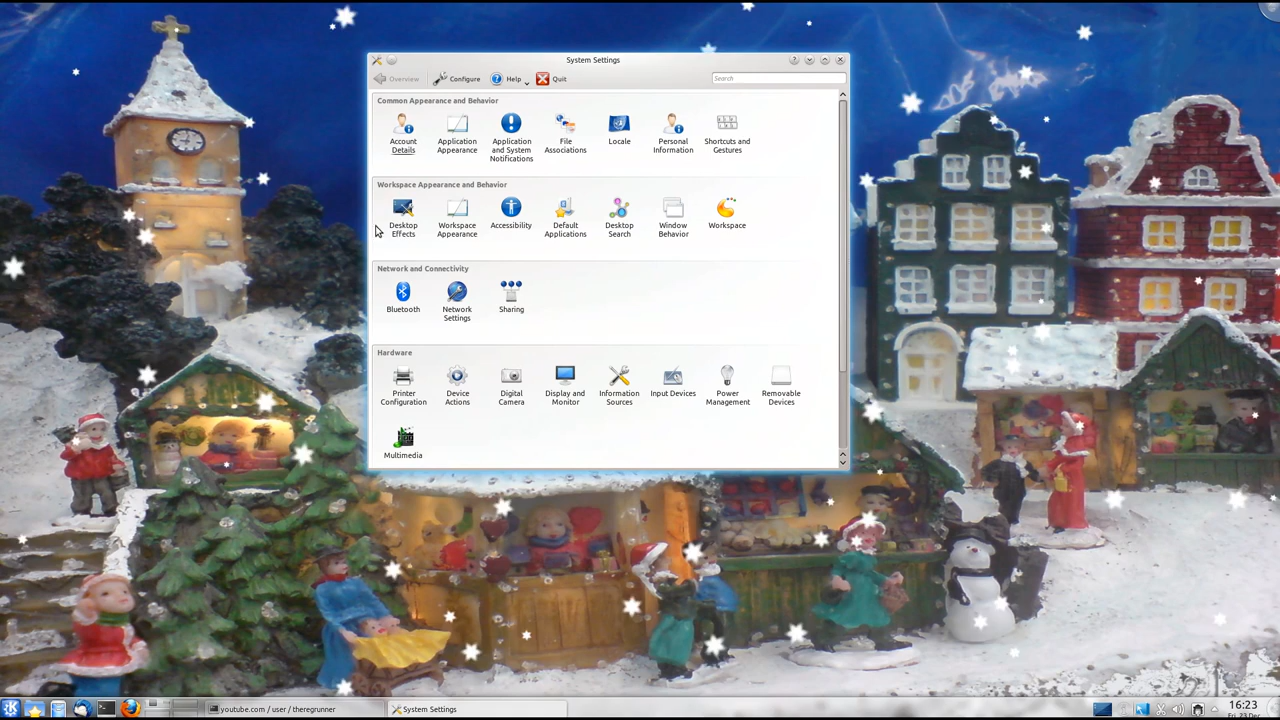 System Settings
Overview
Configure
Help
Quit
Search
Common Appearance and Behavior
Account Details
Application Appearance
Application and System Notifications
File Associations
Locale
Personal Information
Shortcuts and Gestures
Workspace Appearance and Behavior
Desktop Effects
Workspace Appearance
Accessibility
Default Applications
Desktop Search
Window Behavior
Workspace
Network and Connectivity
Bluetooth
Network Settings
Sharing
Hardware
Printer Configuration
Device Actions
Digital Camera
Display and Monitor
Information Sources
Input Devices
Power Management
Removable Devices
Multimedia
youtube.com / user / theregrunner
System Settings
16:23
Fri, 23 Dec